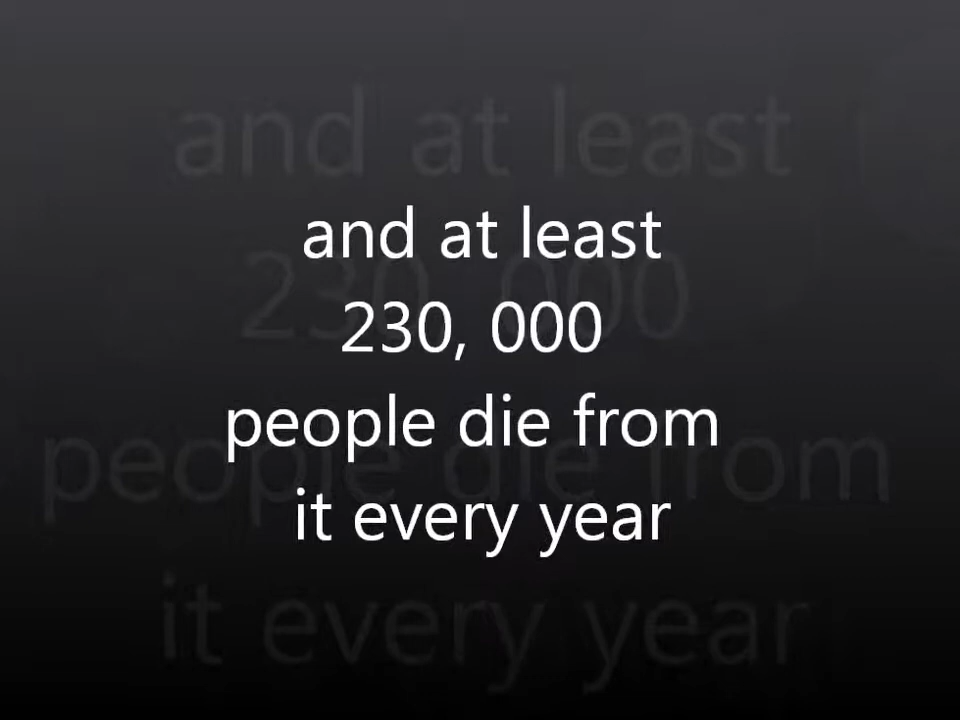 and at least
230, 000
people die from
it every year